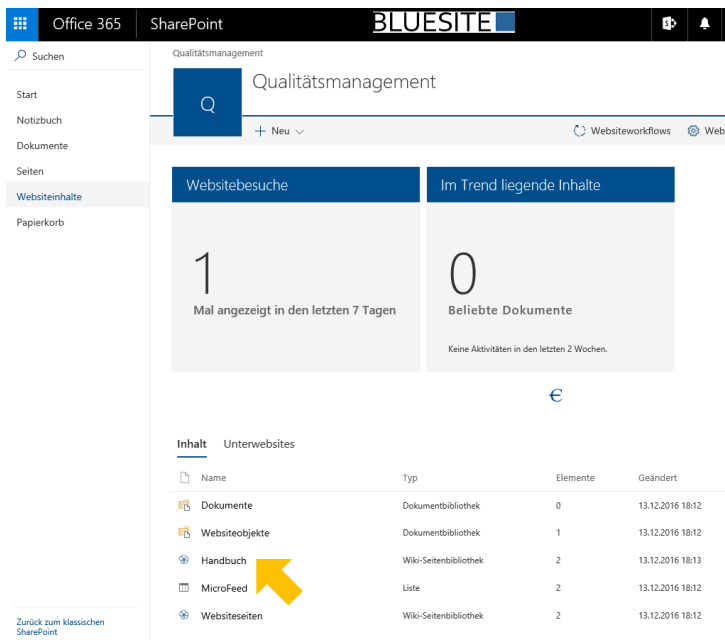 Office 365
SharePoint
BLUESITE
Suchen
Start
Notizbuch
Dokumente
Seiten
Websiteinhalte
Papierkorb
Zurück zum klassischen
SharePoint
Qualitätsmanagement
Q
Qualitätsmanagement
Neu
Websiteworkflows
Web
Websitebesuche
1
Mal angezeigt in den letzten 7 Tagen
Im Trend liegende Inhalte
0
Beliebte Dokumente
Keine Aktivitäten in den letzten 2 Wochen.
€
Inhalt Unterwebsites
Name Typ Elemente Geändert
Dokumente Dokumentbibliothek 0 13.12.2016 18:12
Websiteobjekte Dokumentbibliothek 1 13.12.2016 18:12
Handbuch Wiki-Seitenbibliothek 2 13.12.2016 18:13
MicroFeed Liste 2 13.12.2016 18:12
Websiteseiten Wiki-Seitenbibliothek 2 13.12.2016 18:12